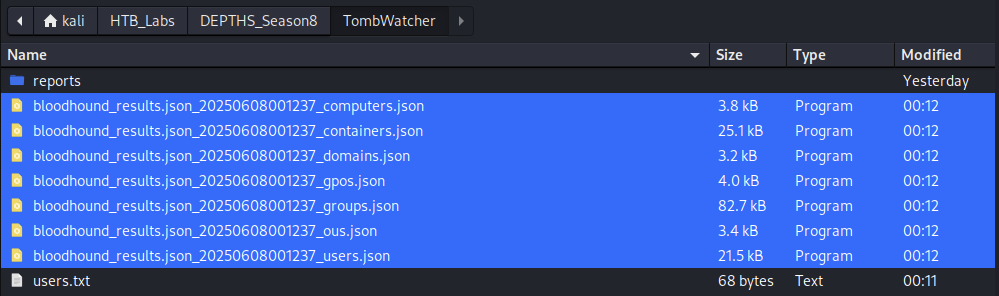 kali HTB_Labs DEPTHS_Season8 TombWatcher
Name Size Type Modified
reports Yesterday
bloodhound_results.json_20250608001237_computers.json 3.8 kB Program 00:12
bloodhound_results.json_20250608001237_containers.json 25.1 kB Program 00:12
bloodhound_results.json_20250608001237_domains.json 3.2 kB Program 00:12
bloodhound_results.json_20250608001237_gpos.json 4.0 kB Program 00:12
bloodhound_results.json_20250608001237_groups.json 82.7 kB Program 00:12
bloodhound_results.json_20250608001237_ous.json 3.4 kB Program 00:12
bloodhound_results.json_20250608001237_users.json 21.5 kB Program 00:12
users.txt 68 bytes Text 00:11